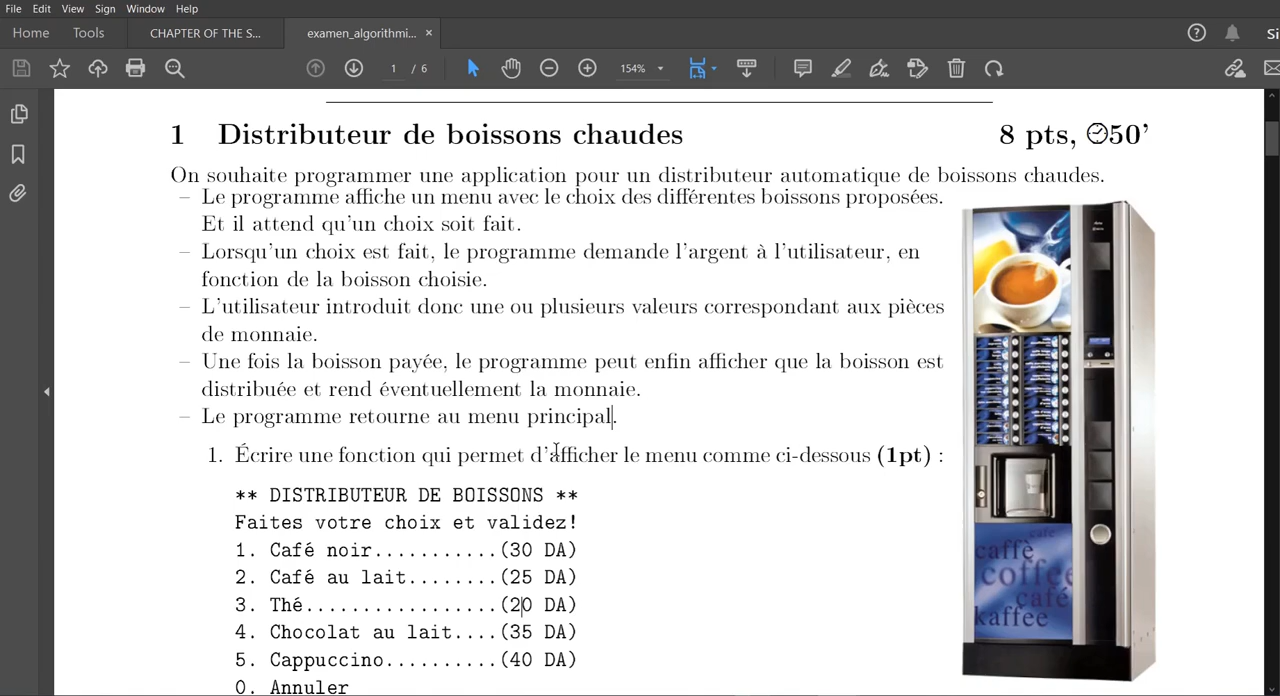 File Edit View Sign Window Help
Home Tools CHAPTER OF THE S... examen_algorithmi... × Si
1 / 6 154%
1 Distributeur de boissons chaudes 8 pts, 50'
On souhaite programmer une application pour un distributeur automatique de boissons chaudes.
– Le programme affiche un menu avec le choix des différentes boissons proposées.
Et il attend qu'un choix soit fait.
– Lorsqu'un choix est fait, le programme demande l'argent à l'utilisateur, en
fonction de la boisson choisie.
– L'utilisateur introduit donc une ou plusieurs valeurs correspondant aux pièces
de monnaie.
– Une fois la boisson payée, le programme peut enfin afficher que la boisson est
distribuée et rend éventuellement la monnaie.
– Le programme retourne au menu principal.
1. Écrire une fonction qui permet d'afficher le menu comme ci-dessous (1pt) :
** DISTRIBUTEUR DE BOISSONS **
Faites votre choix et validez!
1. Café noir...........(30 DA)
2. Café au lait........(25 DA)
3. Thé.................(20 DA)
4. Chocolat au lait....(35 DA)
5. Cappuccino..........(40 DA)
0. Annuler
cafe
caffè
coffee
café
kaffee